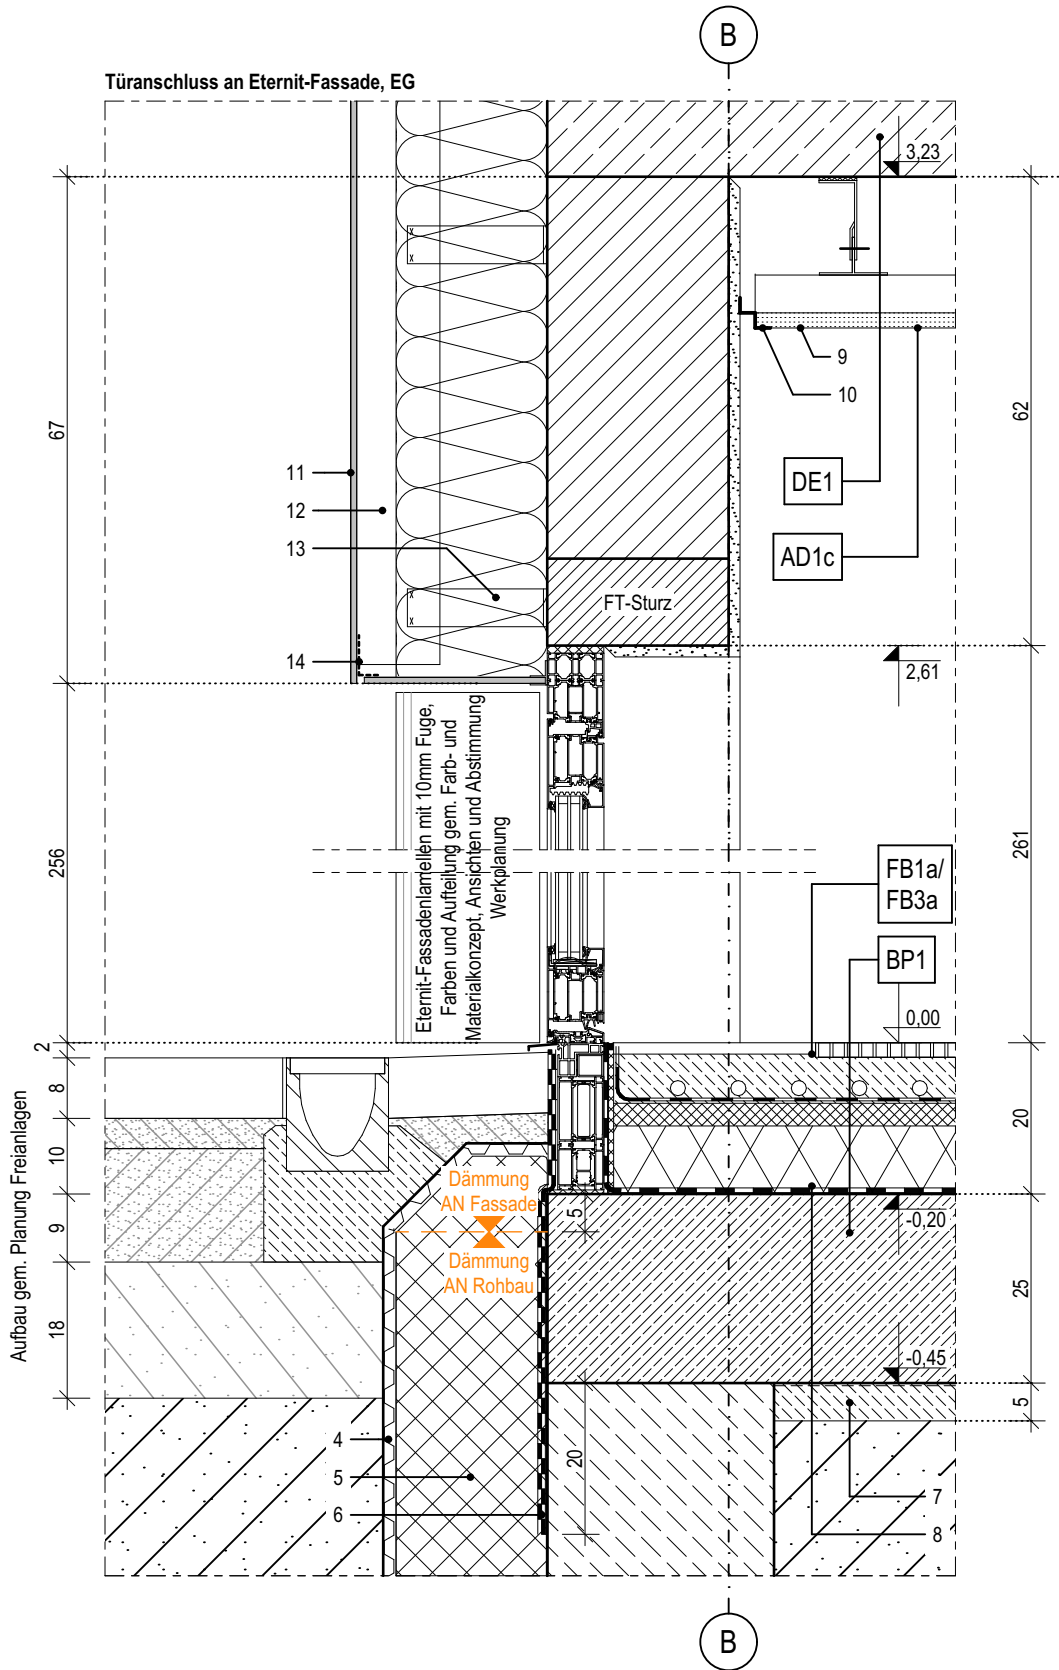 B
Türanschluss an Eternit-Fassade, EG
3,23
9
10
67
62
11
12
13
14
DE1
AD1c
FT-Sturz
2,61
Eternit-Fassadenlamellen mit 10mm Fuge,
Farben und Aufteilung gem. Farb- und
Materialkonzept, Ansichten und Abstimmung
Werkplanung
256
261
FB1a/
FB3a
BP1
0,00
2
8
10
9
18
Aufbau gem. Planung Freianlagen
20
Dämmung
AN Fassade
5
Dämmung
AN Rohbau
-0,20
25
-0,45
5
4
5
6
20
7
8
B